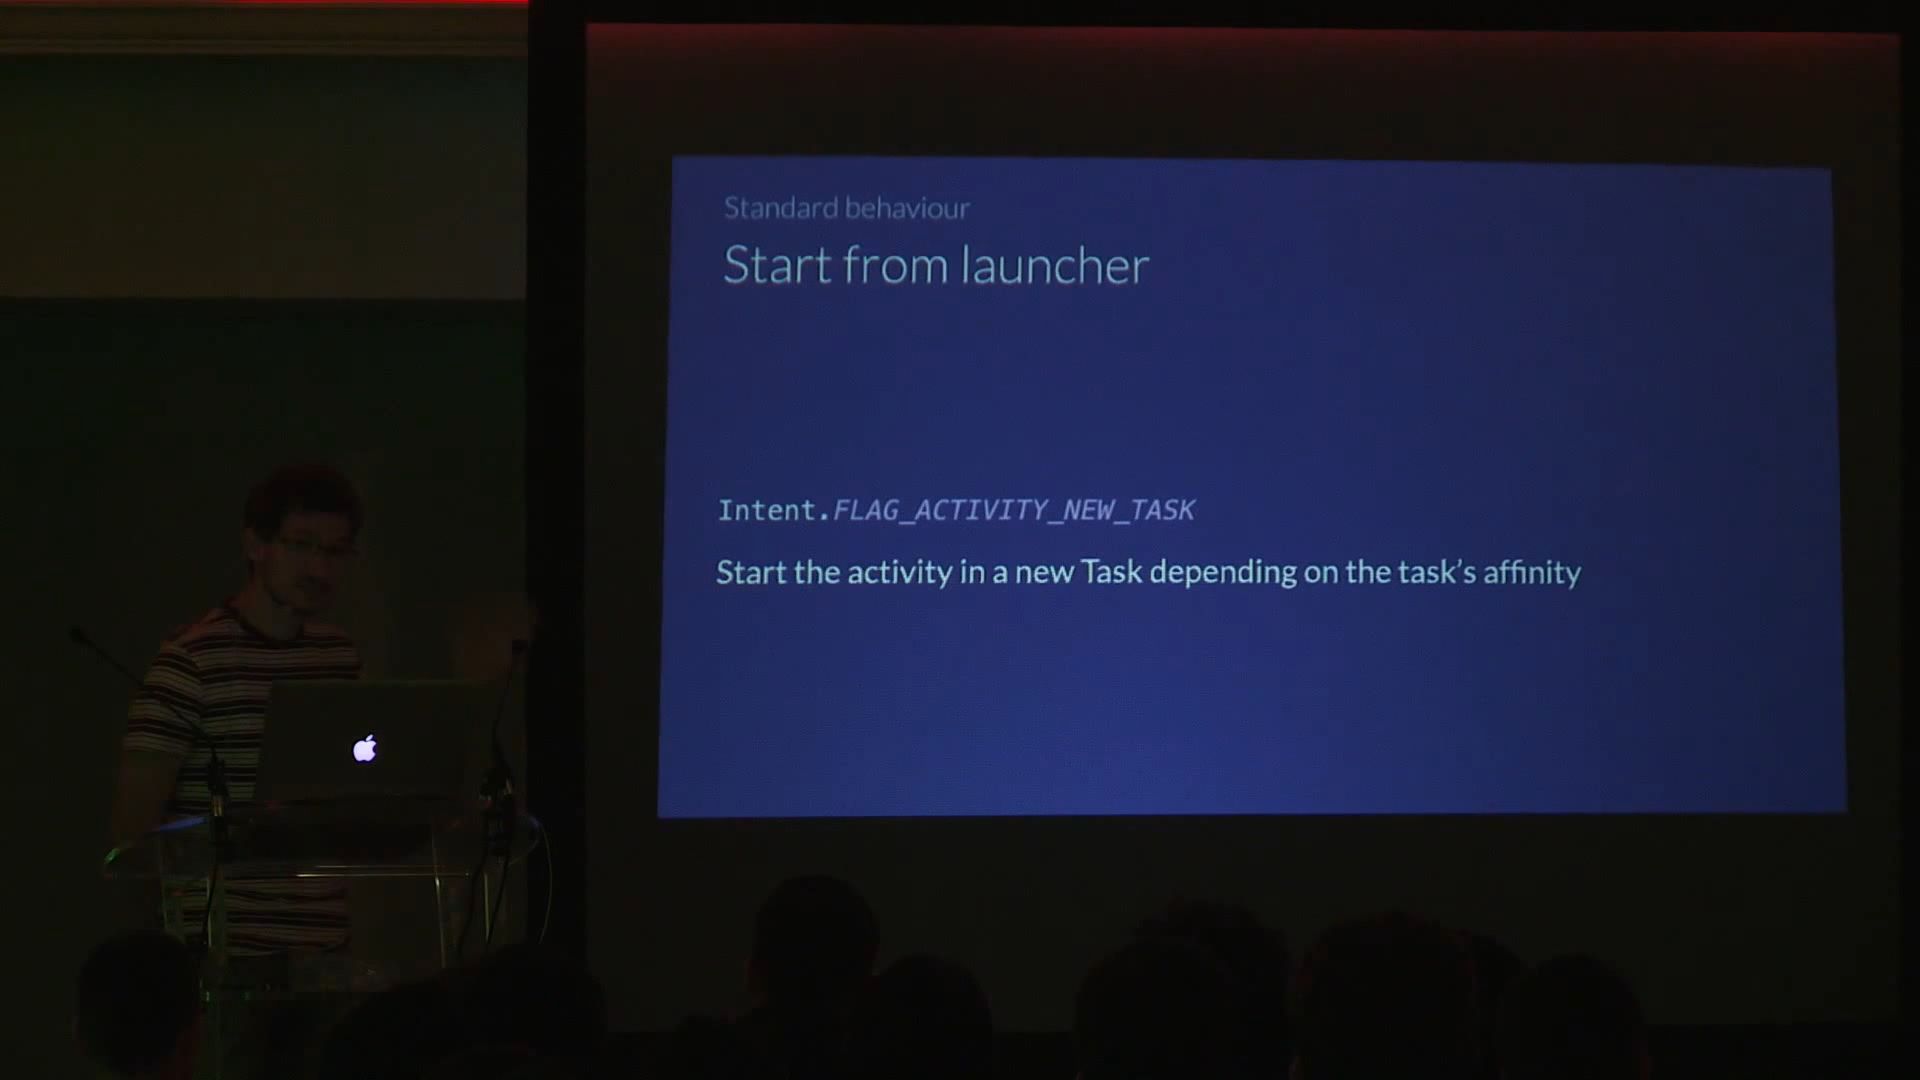 Standard behaviour
Start from launcher
Intent.FLAG_ACTIVITY_NEW_TASK
Start the activity in a new Task depending on the task's affinity